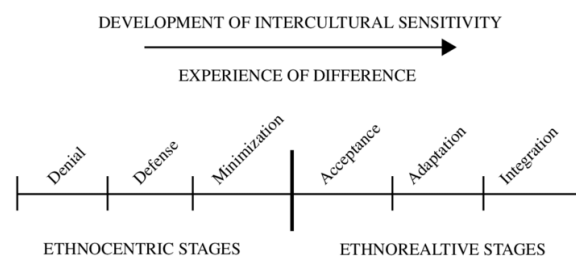 DEVELOPMENT OF INTERCULTURAL SENSITIVITY
EXPERIENCE OF DIFFERENCE
Denial
Defense
Minimization
Acceptance
Adaptation
Integration
ETHNOCENTRIC STAGES
ETHNOREALTIVE STAGES